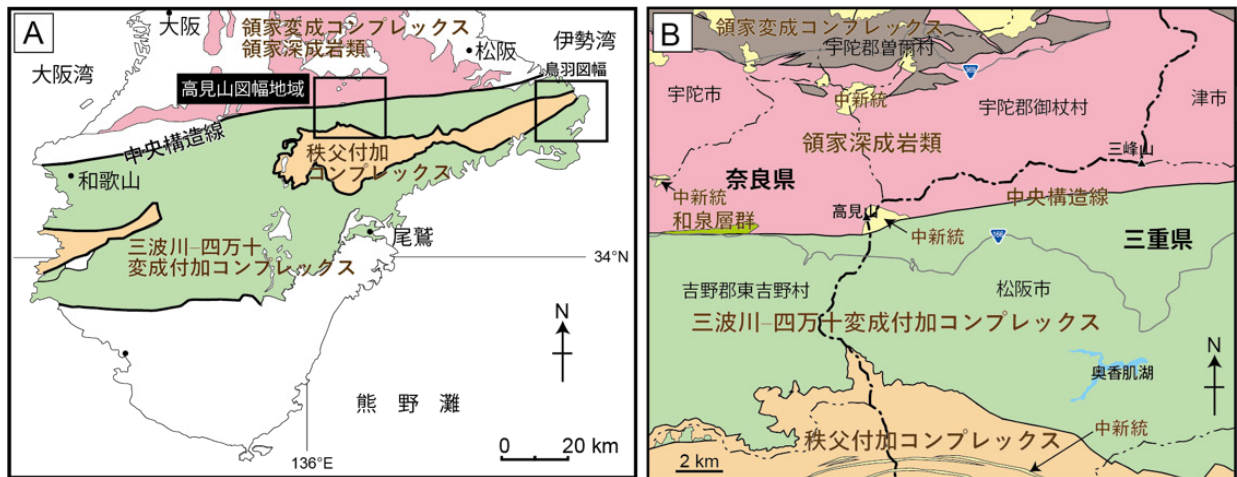 A
大阪
領家変成コンプレックス
領家深成岩類
松阪
伊勢湾
大阪湾
鳥羽図幅
高見山図幅地域
中央構造線
秩父付加
コンプレックス
和歌山
尾鷲
三波川–四万十
変成付加コンプレックス
34°N
N
熊野灘
136°E
0 20 km
B
領家変成コンプレックス
宇陀郡曽爾村
369
宇陀市
中新統
宇陀郡御杖村
津市
領家深成岩類
三峰山
奈良県
中新統
和泉層群
高見山
中央構造線
中新統
166
三重県
吉野郡東吉野村
松阪市
三波川–四万十変成付加コンプレックス
N
奥香肌湖
秩父付加コンプレックス
中新統
2 km